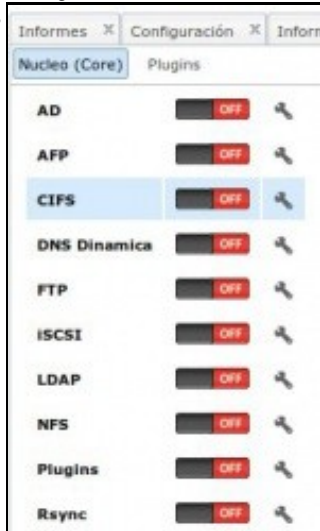 Informes X Configuración X Inforr
Nucleo (Core) Plugins
AD OFF
AFP OFF
CIFS OFF
DNS Dinamica OFF
FTP OFF
iSCSI OFF
LDAP OFF
NFS OFF
Plugins OFF
Rsync OFF